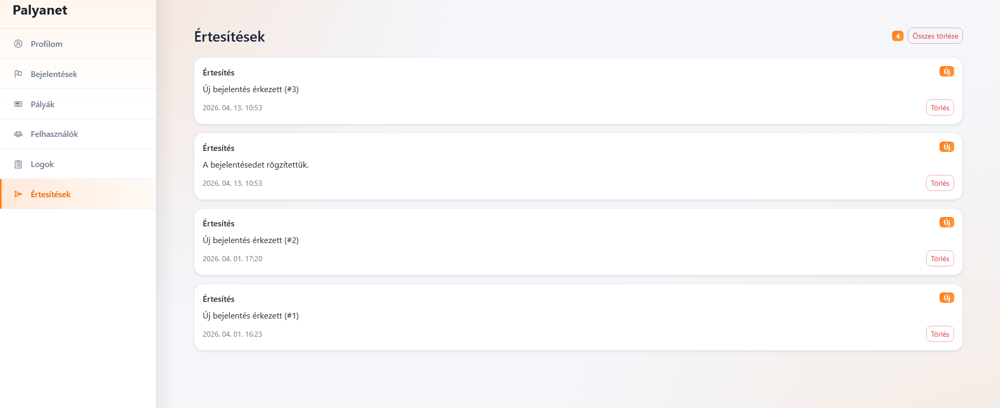 Palyanet
Profilom
Bejelentések
Pályák
Felhasználók
Logok
Értesítések
Értesítések
4 Összes törlése
Értesítés
Új
Új bejelentés érkezett (#3)
2026. 04. 13. 10:53
Törlés
Értesítés
Új
A bejelentésedet rögzítettük.
2026. 04. 13. 10:53
Törlés
Értesítés
Új
Új bejelentés érkezett (#2)
2026. 04. 01. 17:20
Törlés
Értesítés
Új
Új bejelentés érkezett (#1)
2026. 04. 01. 16:23
Törlés